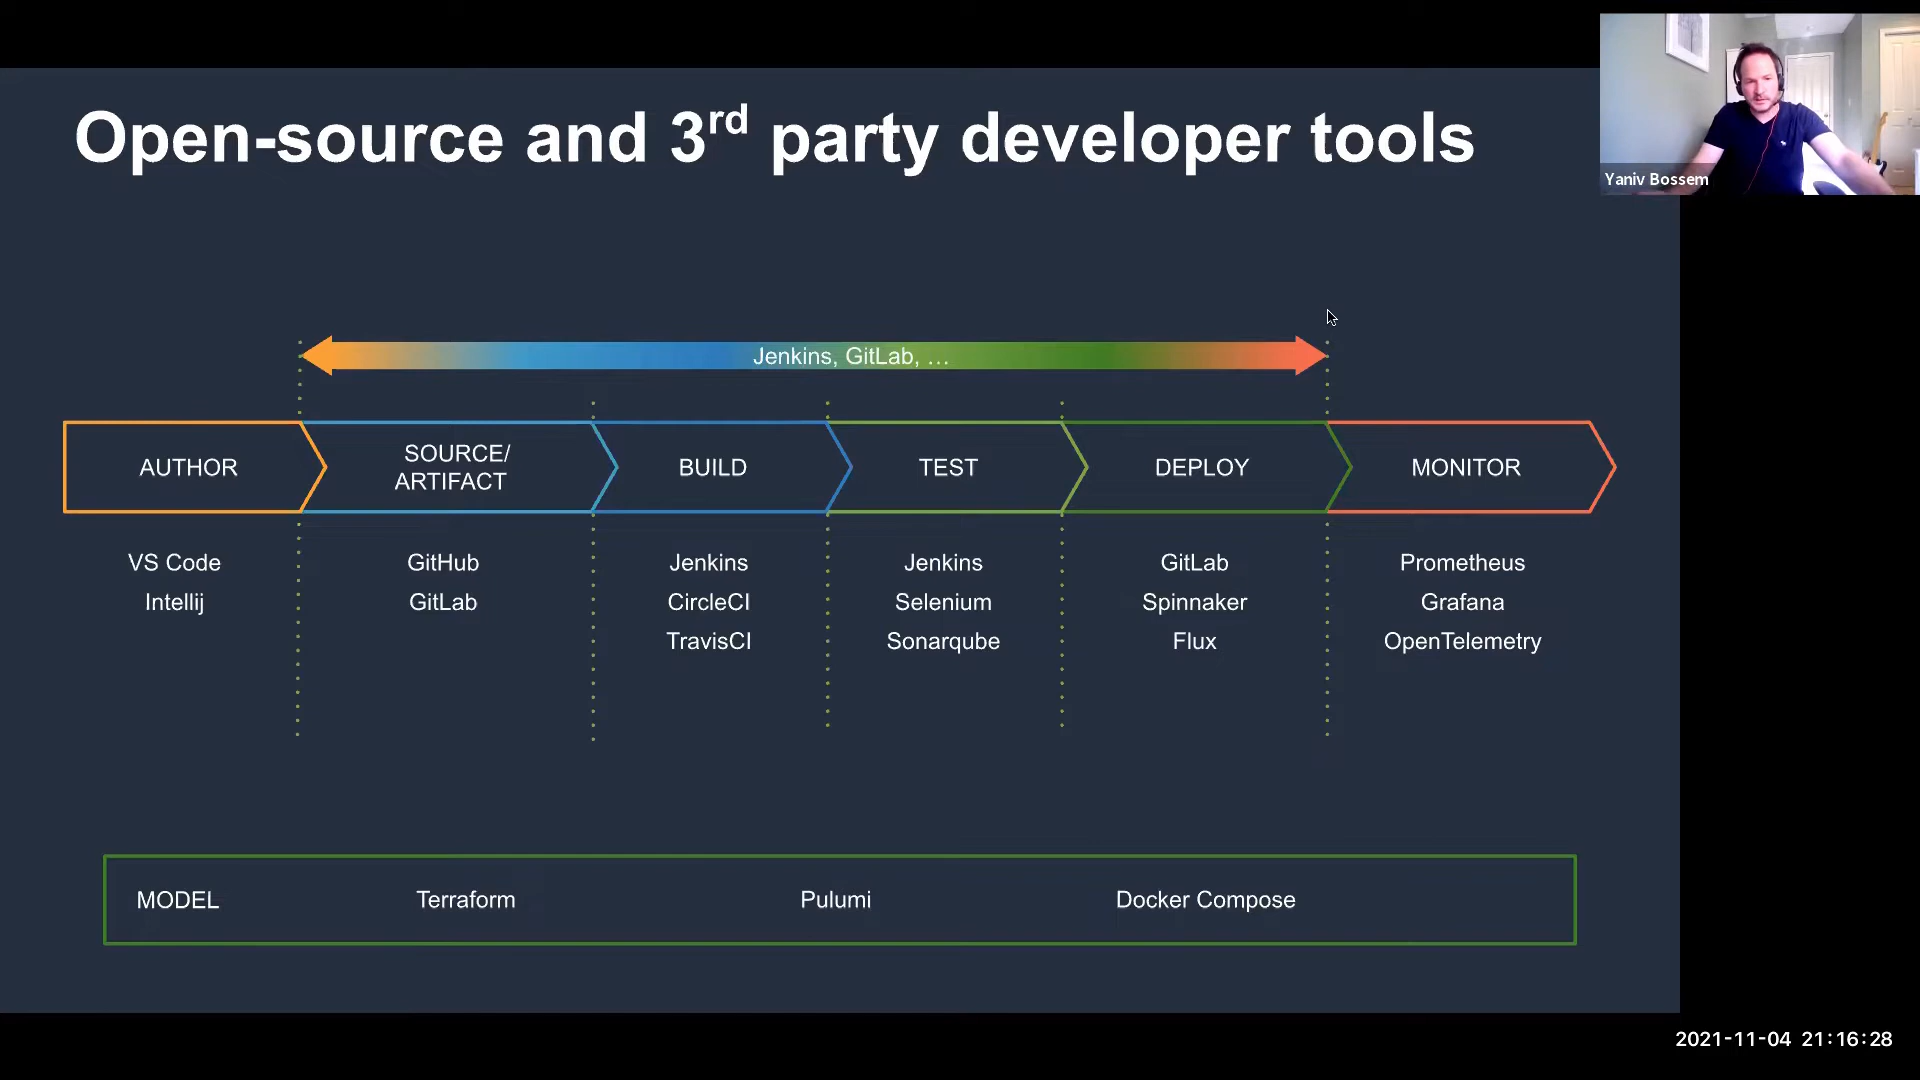 Open-source and 3rd party developer tools
Yaniv Bossem
Jenkins, GitLab, …
AUTHOR
SOURCE/
ARTIFACT
BUILD
TEST
DEPLOY
MONITOR
VS Code
Intellij
GitHub
GitLab
Jenkins
CircleCI
TravisCI
Jenkins
Selenium
Sonarqube
GitLab
Spinnaker
Flux
Prometheus
Grafana
OpenTelemetry
MODEL Terraform Pulumi Docker Compose
2021-11-04 21:16:28